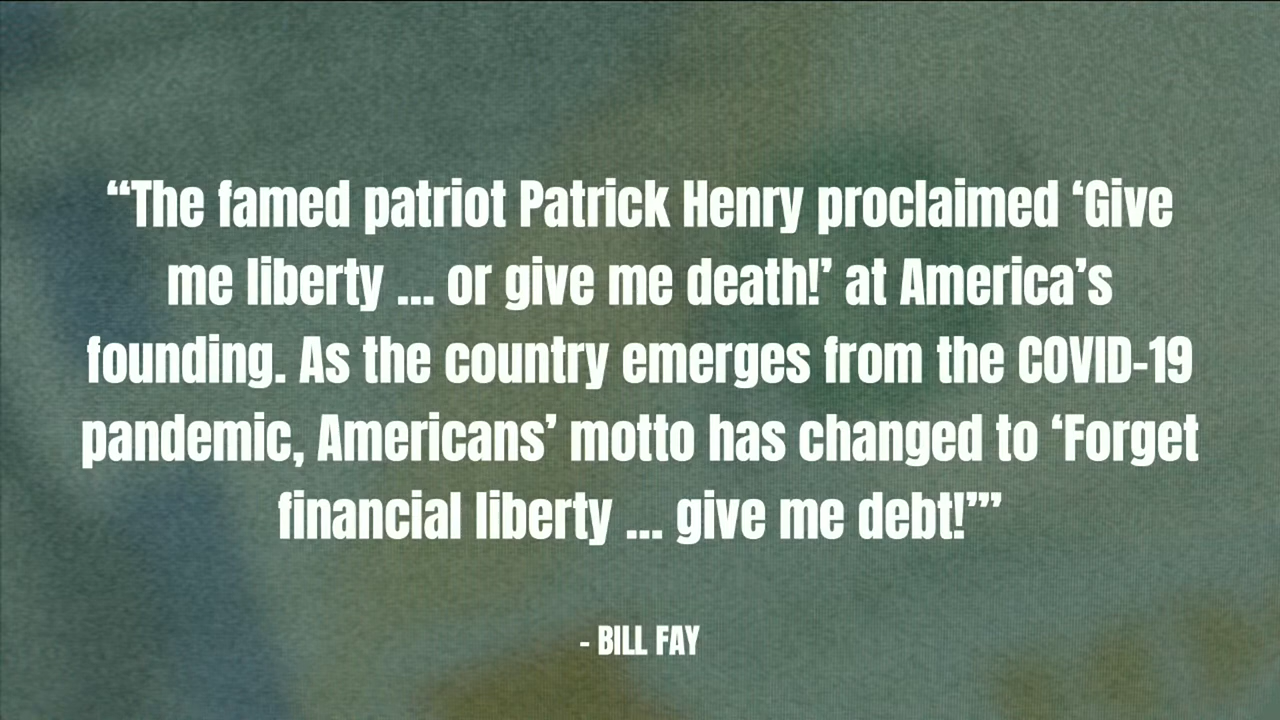 “The famed patriot Patrick Henry proclaimed ‘Give
me liberty ... or give me death!’ at America’s
founding. As the country emerges from the COVID-19
pandemic, Americans’ motto has changed to ‘Forget
financial liberty ... give me debt!’”
- BILL FAY